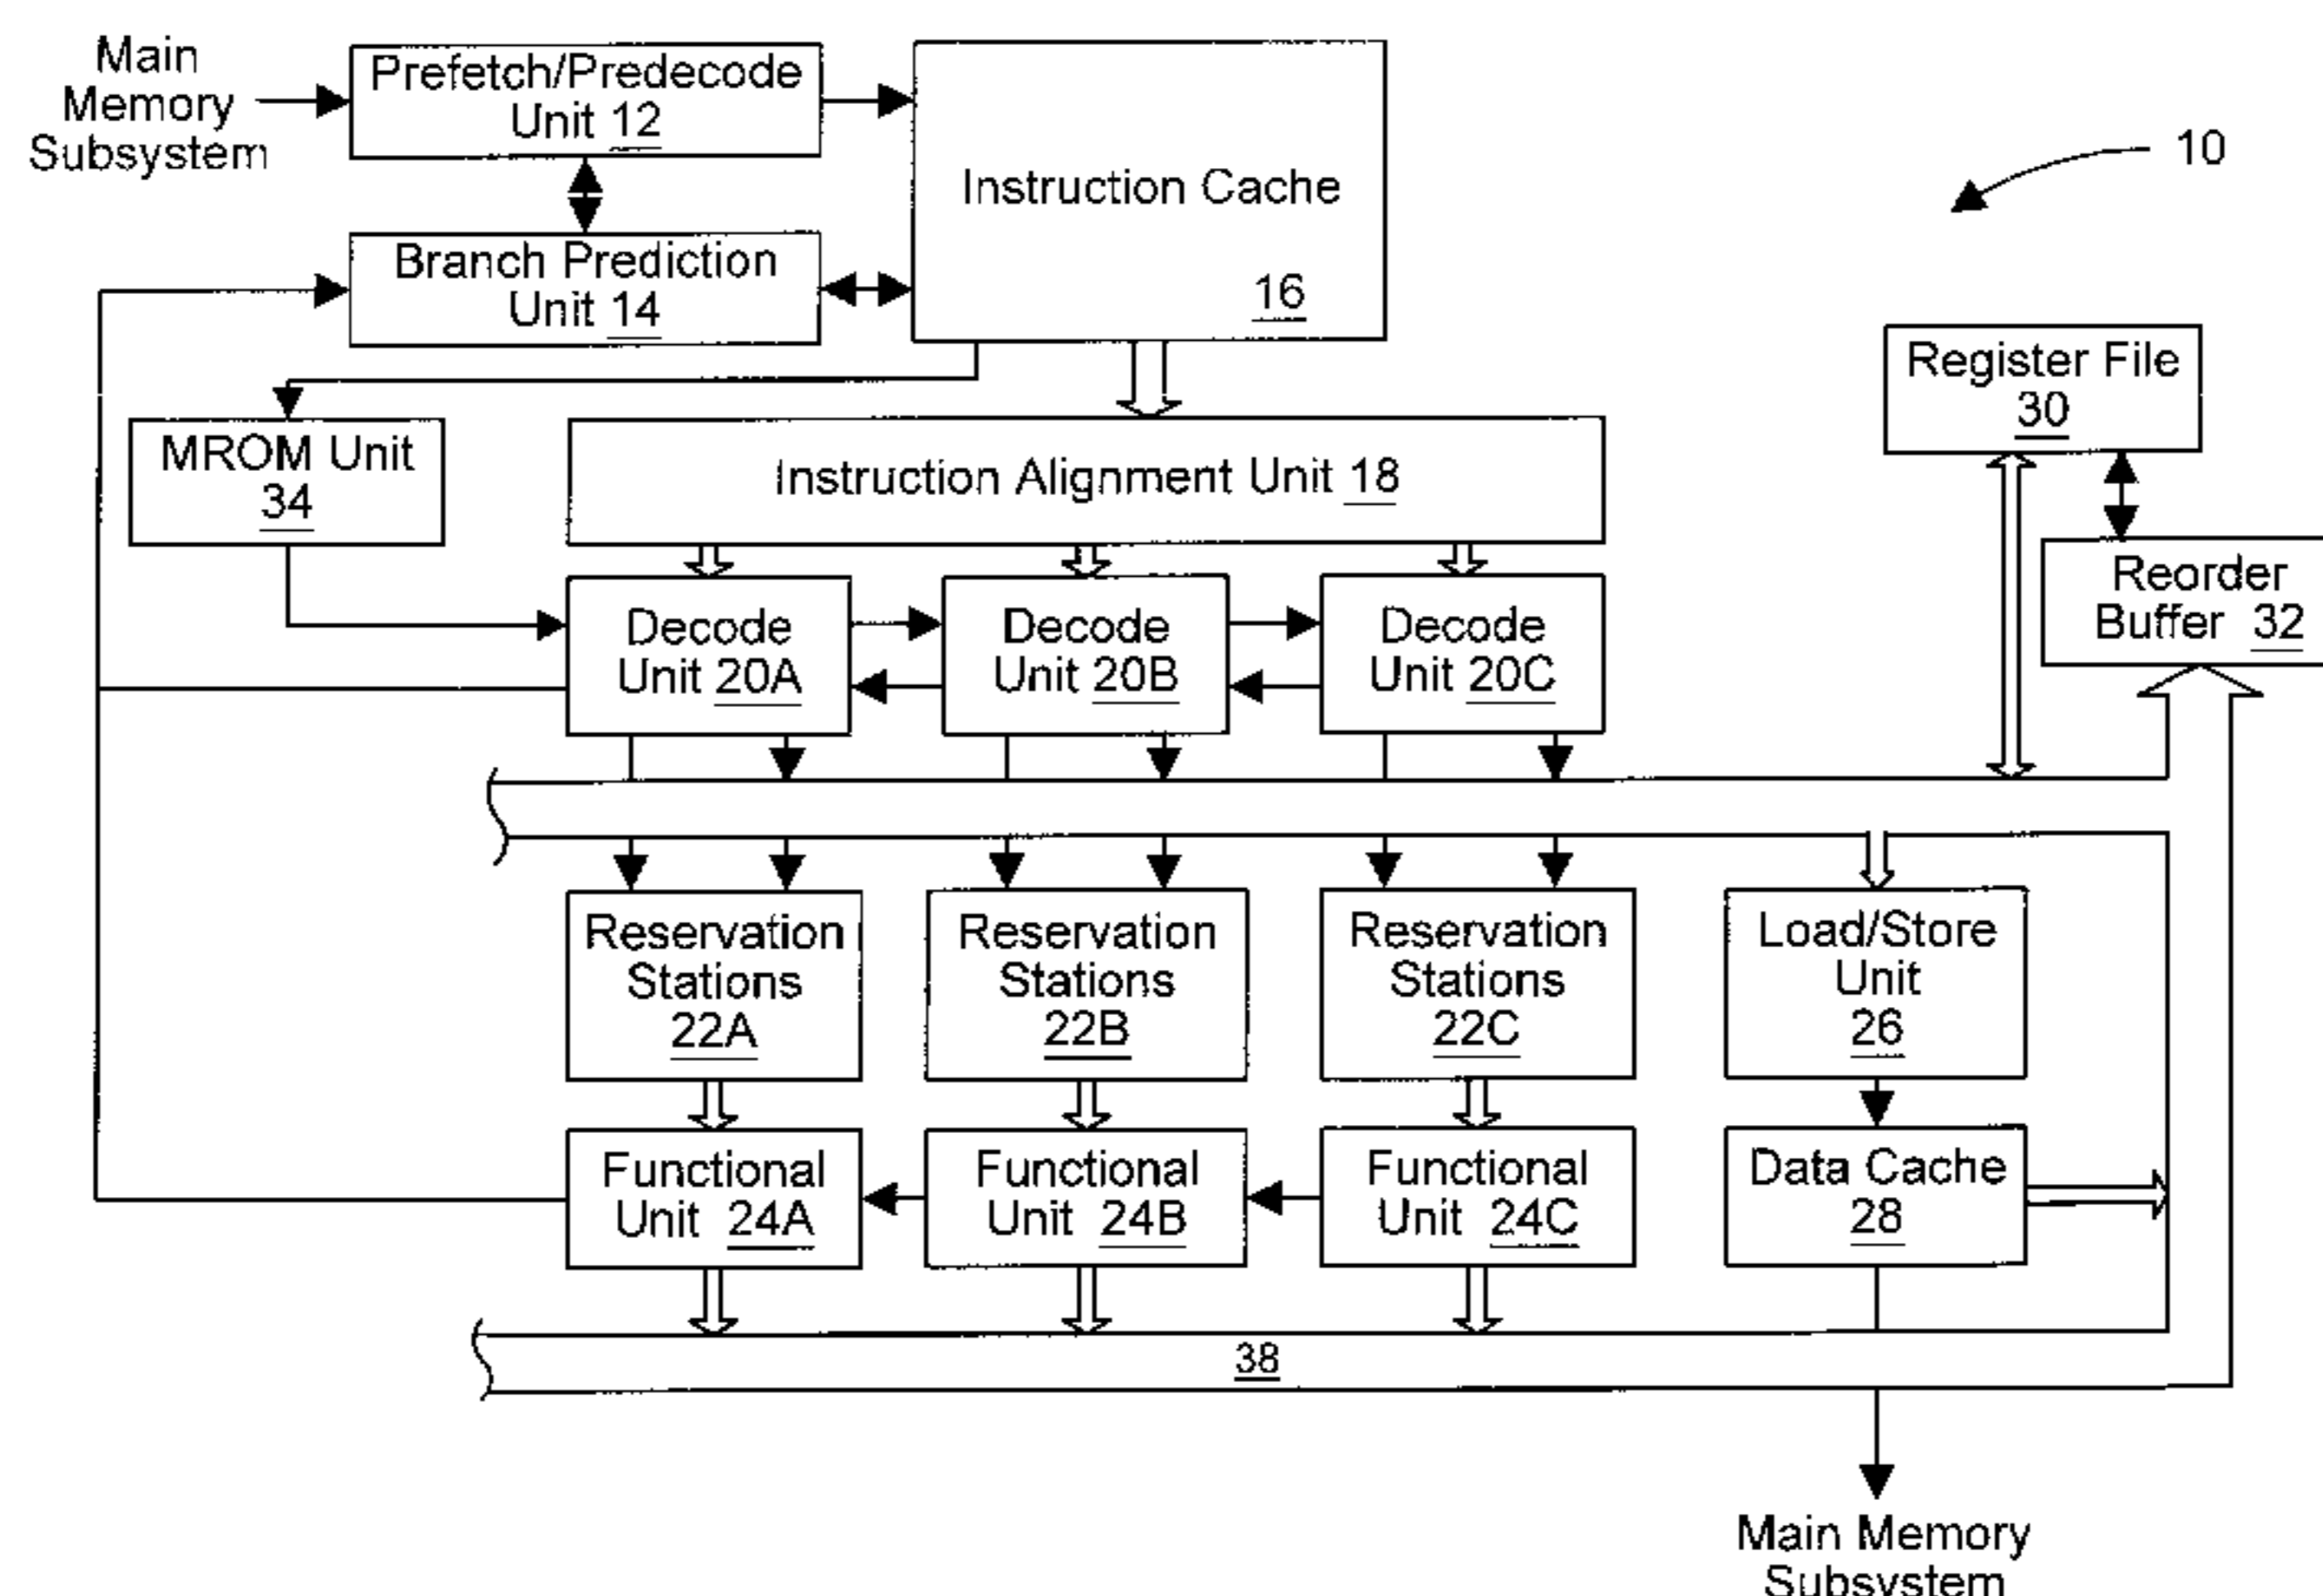 Main
Memory
Subsystem
Prefetch/Predecode
Unit 12
Instruction Cache
16
10
Branch Prediction
Unit 14
Register File
30
MROM Unit
34
Instruction Alignment Unit 18
Reorder
Buffer 32
Decode
Unit 20A
Decode
Unit 20B
Decode
Unit 20C
Reservation
Stations
22A
Reservation
Stations
22B
Reservation
Stations
22C
Load/Store
Unit
26
Functional
Unit 24A
Functional
Unit 24B
Functional
Unit 24C
Data Cache
28
38
Main Memory
Subsystem